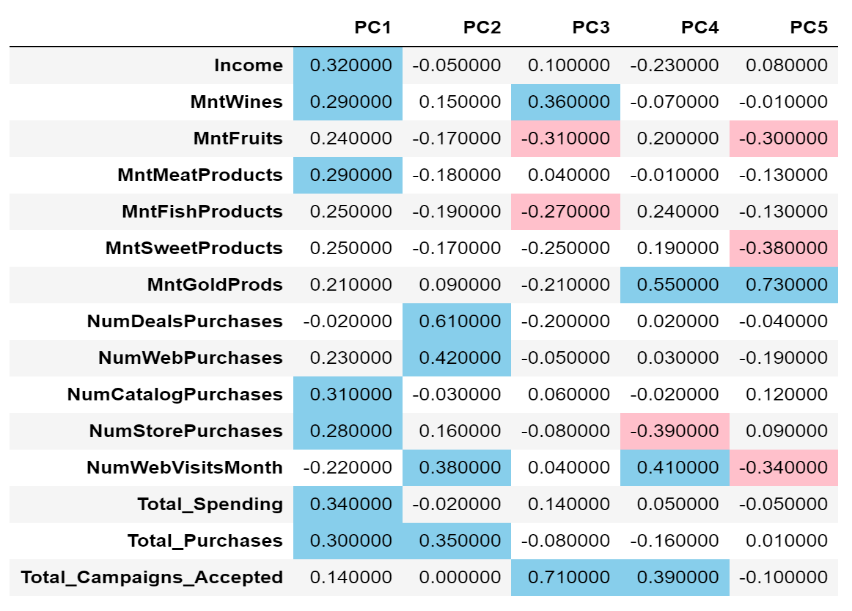 PC1 PC2 PC3 PC4 PC5
Income 0.320000 -0.050000 0.100000 -0.230000 0.080000
MntWines 0.290000 0.150000 0.360000 -0.070000 -0.010000
MntFruits 0.240000 -0.170000 -0.310000 0.200000 -0.300000
MntMeatProducts 0.290000 -0.180000 0.040000 -0.010000 -0.130000
MntFishProducts 0.250000 -0.190000 -0.270000 0.240000 -0.130000
MntSweetProducts 0.250000 -0.170000 -0.250000 0.190000 -0.380000
MntGoldProds 0.210000 0.090000 -0.210000 0.550000 0.730000
NumDealsPurchases -0.020000 0.610000 -0.200000 0.020000 -0.040000
NumWebPurchases 0.230000 0.420000 -0.050000 0.030000 -0.190000
NumCatalogPurchases 0.310000 -0.030000 0.060000 -0.020000 0.120000
NumStorePurchases 0.280000 0.160000 -0.080000 -0.390000 0.090000
NumWebVisitsMonth -0.220000 0.380000 0.040000 0.410000 -0.340000
Total_Spending 0.340000 -0.020000 0.140000 0.050000 -0.050000
Total_Purchases 0.300000 0.350000 -0.080000 -0.160000 0.010000
Total_Campaigns_Accepted 0.140000 0.000000 0.710000 0.390000 -0.100000